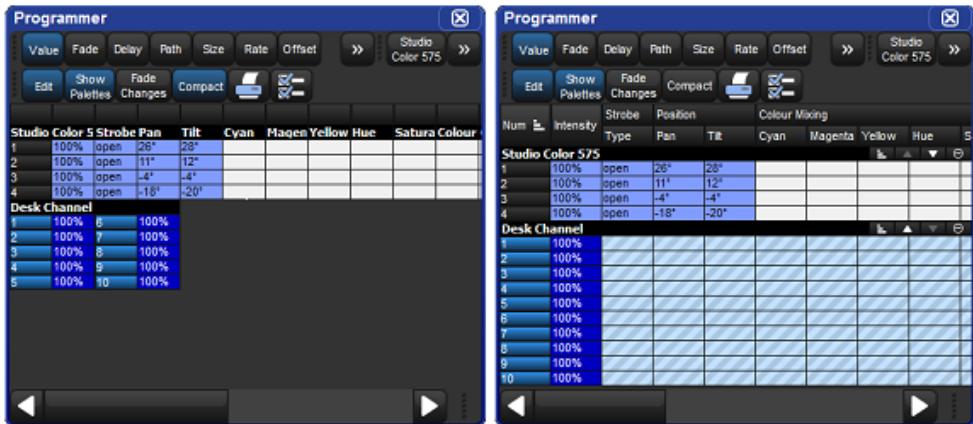 Programmer
Value Fade Delay Path Size Rate Offset » Studio Color 575 »
Edit Show Palettes Fade Changes Compact
Studio Color 5 Strobe Pan Tilt Cyan Magen Yellow Hue Satura Colour
1 100% open 26° 28°
2 100% open 11° 12°
3 100% open -4° -4°
4 100% open -18° -20°
Desk Channel
1 100% 6 100%
2 100% 7 100%
3 100% 8 100%
4 100% 9 100%
5 100% 10 100%
Programmer
Value Fade Delay Path Size Rate Offset » Studio Color 575 »
Edit Show Palettes Fade Changes Compact
Num Intensity Strobe Position Colour Mixing
Type Pan Tilt Cyan Magenta Yellow Hue S
Studio Color 575
1 100% open 26° 28°
2 100% open 11° 12°
3 100% open -4° -4°
4 100% open -18° -20°
Desk Channel
1 100%
2 100%
3 100%
4 100%
5 100%
6 100%
7 100%
8 100%
9 100%
10 100%